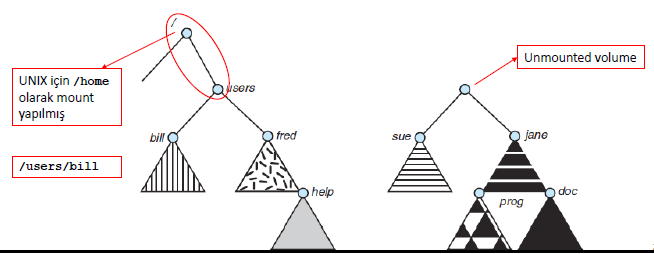 /
UNIX için /home
olarak mount
yapılmış
Unmounted volume
users
bill
fred
sue
jane
/users/bill
help
prog
doc